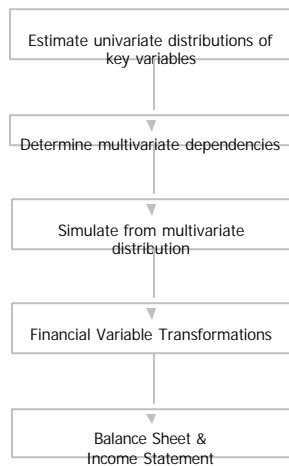 Estimate univariate distributions of
key variables
Determine multivariate dependencies
Simulate from multivariate
distribution
Financial Variable Transformations
Balance Sheet &
Income Statement